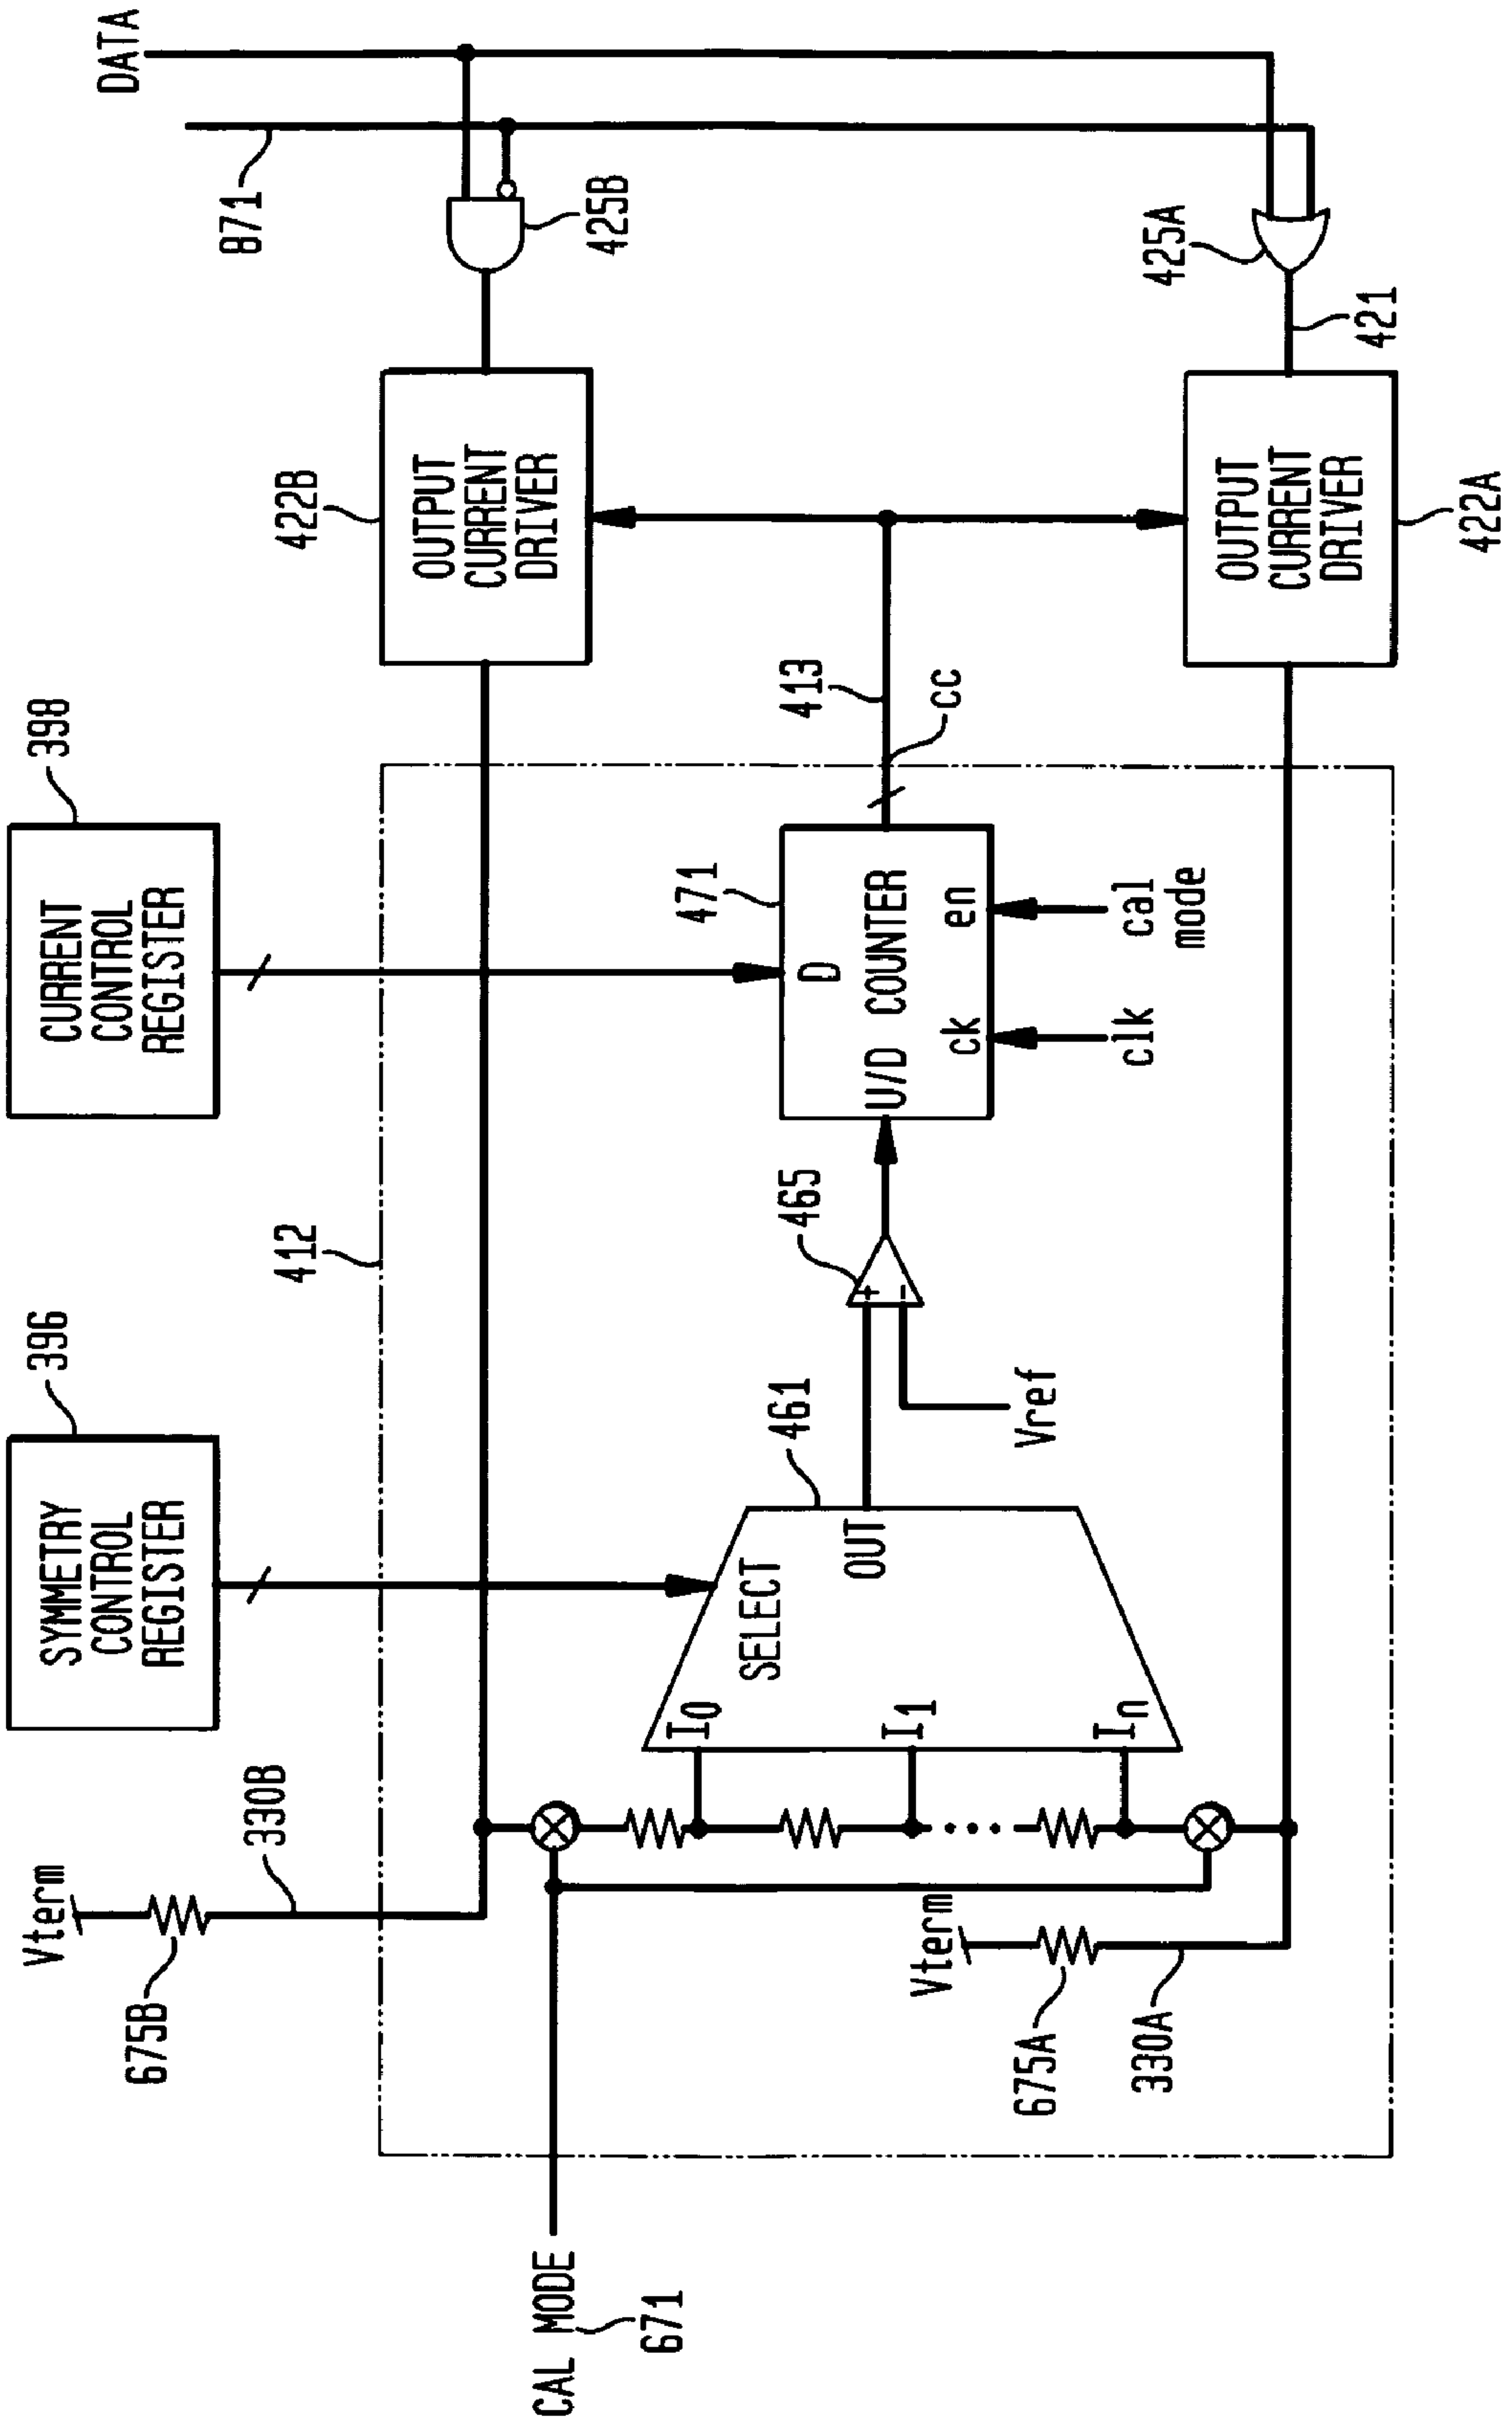 SYMMETRY
CONTROL
REGISTER
396
CURRENT
CONTROL
REGISTER
398
Vterm
675B
330B
412
422B
OUTPUT
CURRENT
DRIVER
425B
871
DATA
CAL MODE
671
SELECT
I0
I1
In
OUT
461
465
+
-
Vref
471
D
U/D COUNTER
ck
en
clk
cal
mode
413
cc
Vterm
675A
330A
OUTPUT
CURRENT
DRIVER
422A
421
425A